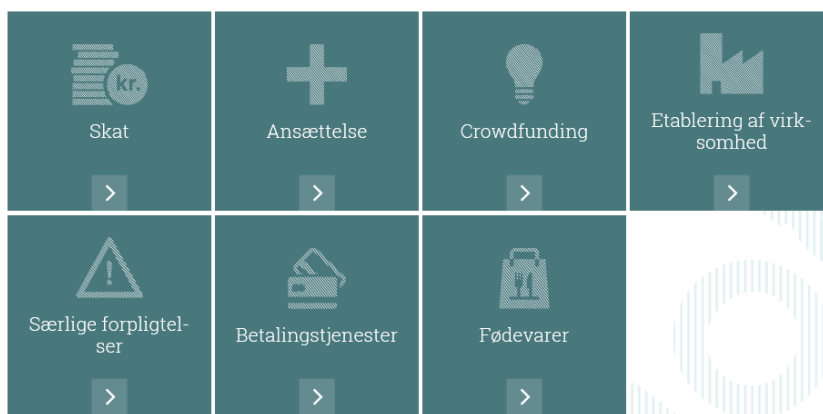 kr.
Skat
Ansættelse
Crowdfunding
Etablering af virk-
somhed
Særlige forpligtel-
ser
Betalingstjenester
Fødevarer